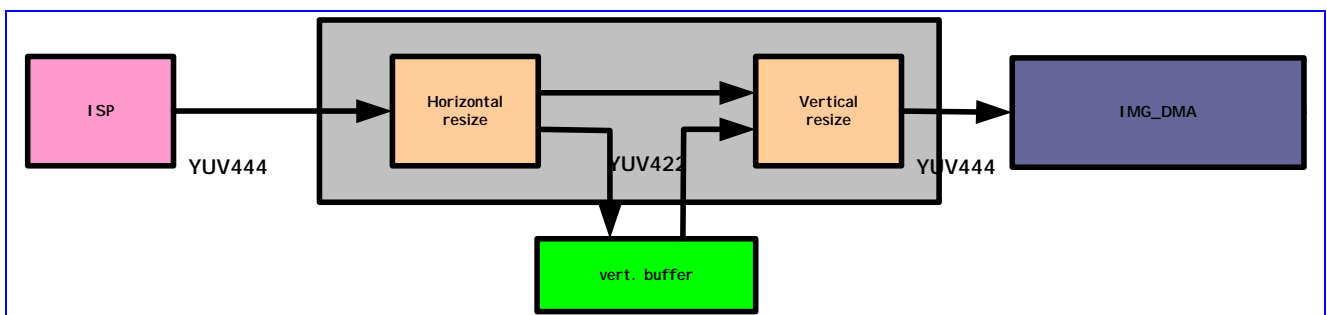 ISP
Horizontal
resize
Vertical
resize
IMG_DMA
YUV444
YUV422
YUV444
vert. buffer